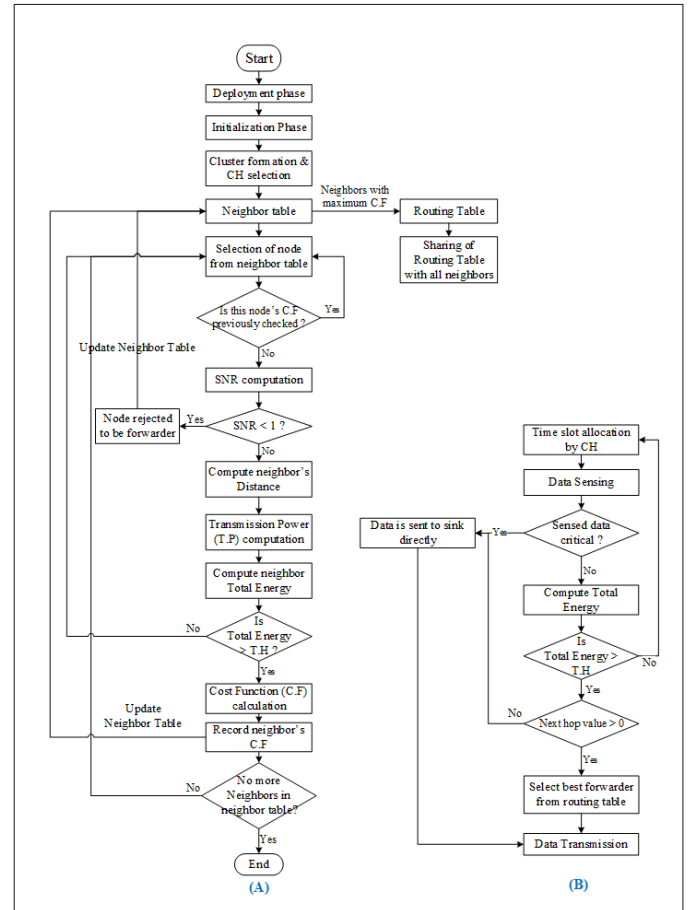 Start
Deployment phase
Initialization Phase
Cluster formation &
CH selection
Neighbor table
Neighbors with
maximum C.F
Routing Table
Sharing of
Routing Table
with all neighbors
Selection of node
from neighbor table
Is this node's C.F
previously checked ?
Yes
No
Update Neighbor Table
SNR computation
SNR < 1 ?
Yes
Node rejected
to be forwarder
No
Compute neighbor's
Distance
Transmission Power
(T.P) computation
Compute neighbor
Total Energy
Is
Total Energy
> T.H ?
No
Yes
Cost Function (C.F)
calculation
Update
Neighbor Table
Record neighbor's
C.F
No more
Neighbors in
neighbor table?
No
Yes
End
(A)
Time slot allocation
by CH
Data Sensing
Sensed data
critical ?
Yes
Data is sent to sink
directly
No
Compute Total
Energy
Is
Total Energy >
T.H
No
Yes
Next hop value > 0
No
Yes
Select best forwarder
from routing table
Data Transmission
(B)